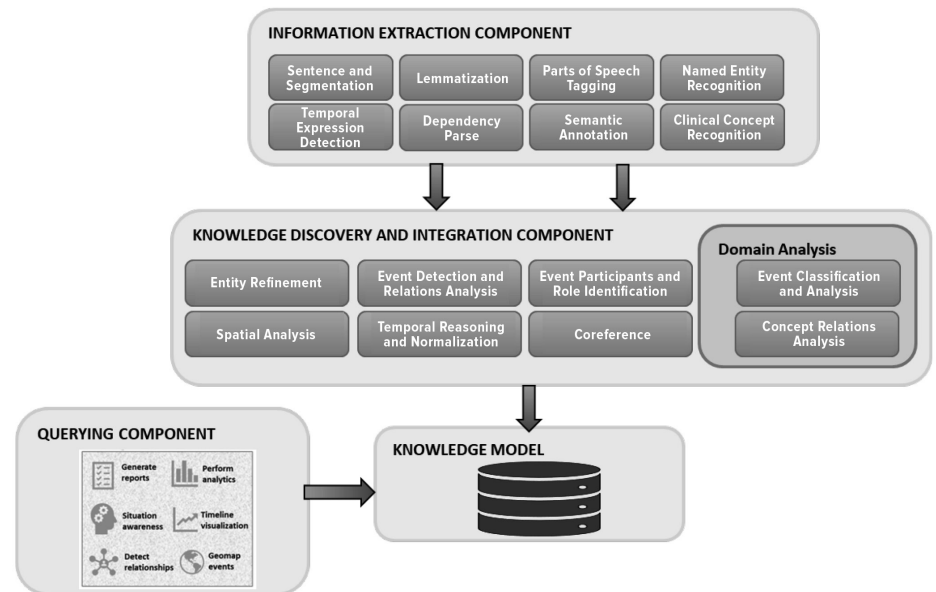 INFORMATION EXTRACTION COMPONENT
Sentence and
Segmentation
Lemmatization
Parts of Speech
Tagging
Named Entity
Recognition
Temporal
Expression
Detection
Dependency
Parse
Semantic
Annotation
Clinical Concept
Recognition
KNOWLEDGE DISCOVERY AND INTEGRATION COMPONENT
Entity Refinement
Event Detection and
Relations Analysis
Event Participants and
Role Identification
Spatial Analysis
Temporal Reasoning
and Normalization
Coreference
Domain Analysis
Event Classification
and Analysis
Concept Relations
Analysis
QUERYING COMPONENT
Generate
reports
Perform
analytics
Situation
awareness
Timeline
visualization
Detect
relationships
Geomap
events
KNOWLEDGE MODEL